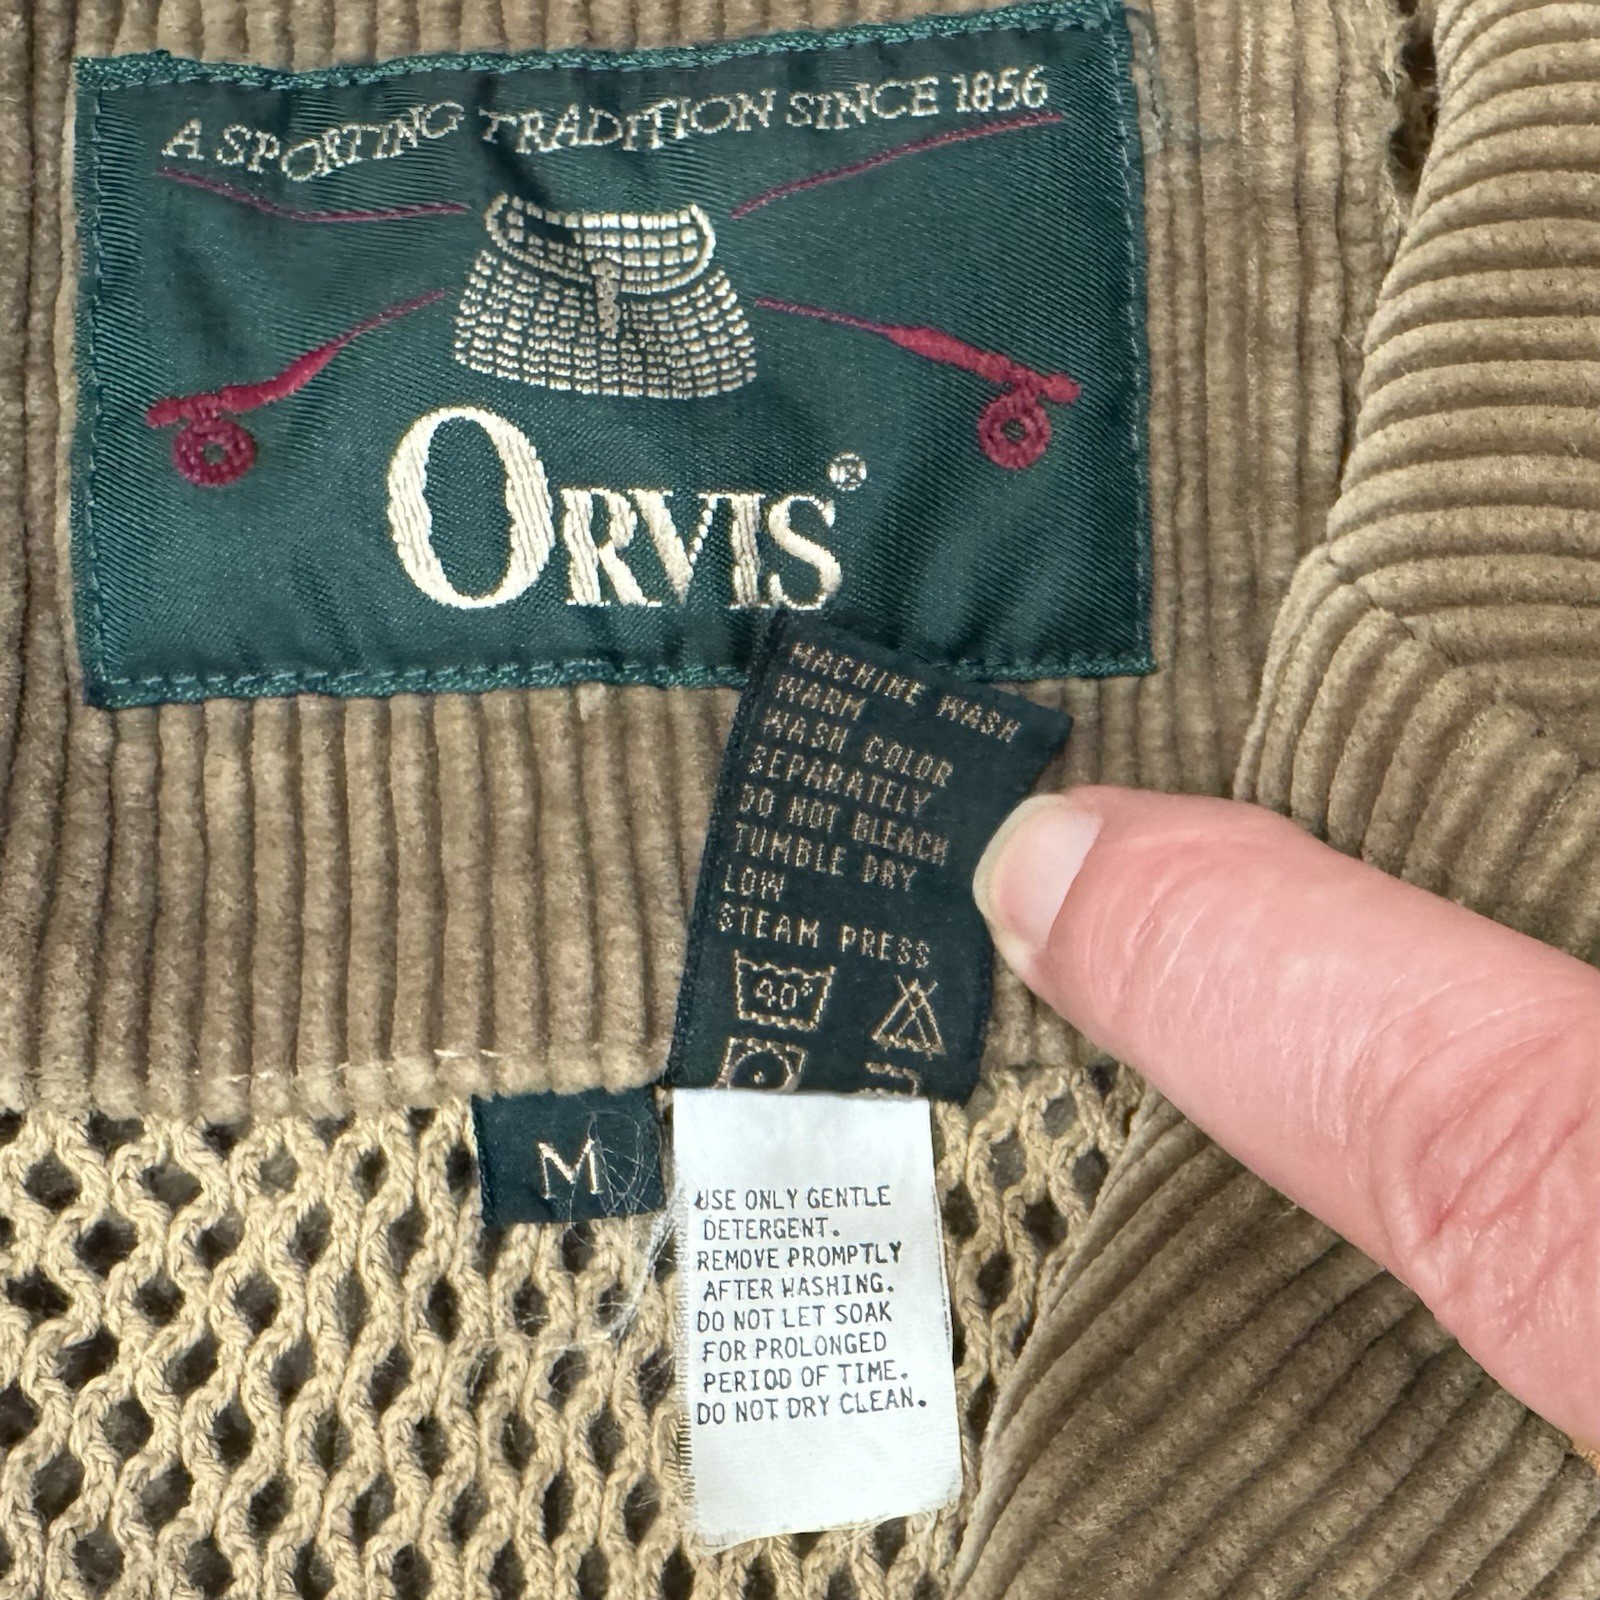 A SPORTING TRADITION SINCE 1856
ORVIS®
MACHINE WASH
WARM
WASH COLOR
SEPARATELY
DO NOT BLEACH
TUMBLE DRY
LOW
STEAM PRESS
40°
M
USE ONLY GENTLE
DETERGENT.
REMOVE PROMPTLY
AFTER WASHING.
DO NOT LET SOAK
FOR PROLONGED
PERIOD OF TIME.
DO NOT DRY CLEAN.